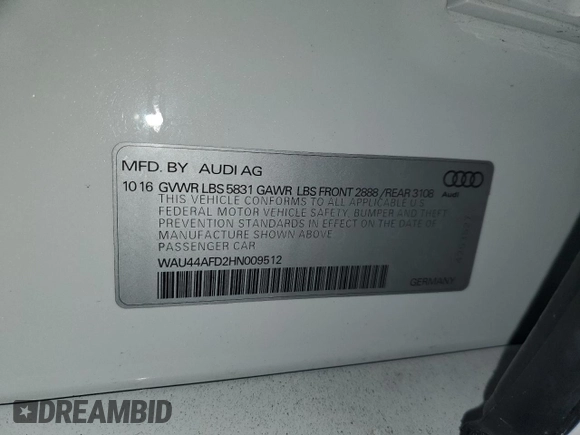 MFD. BY AUDI AG
10 16 GVWR LBS 5831 GAWR LBS FRONT 2888 / REAR 3108
Audi
THIS VEHICLE CONFORMS TO ALL APPLICABLE U.S.
FEDERAL MOTOR VEHICLE SAFETY, BUMPER AND THEFT
PREVENTION STANDARDS IN EFFECT ON THE DATE OF
MANUFACTURE SHOWN ABOVE.
PASSENGER CAR
WAU44AFD2HN009512
GERMANY
DREAMBID